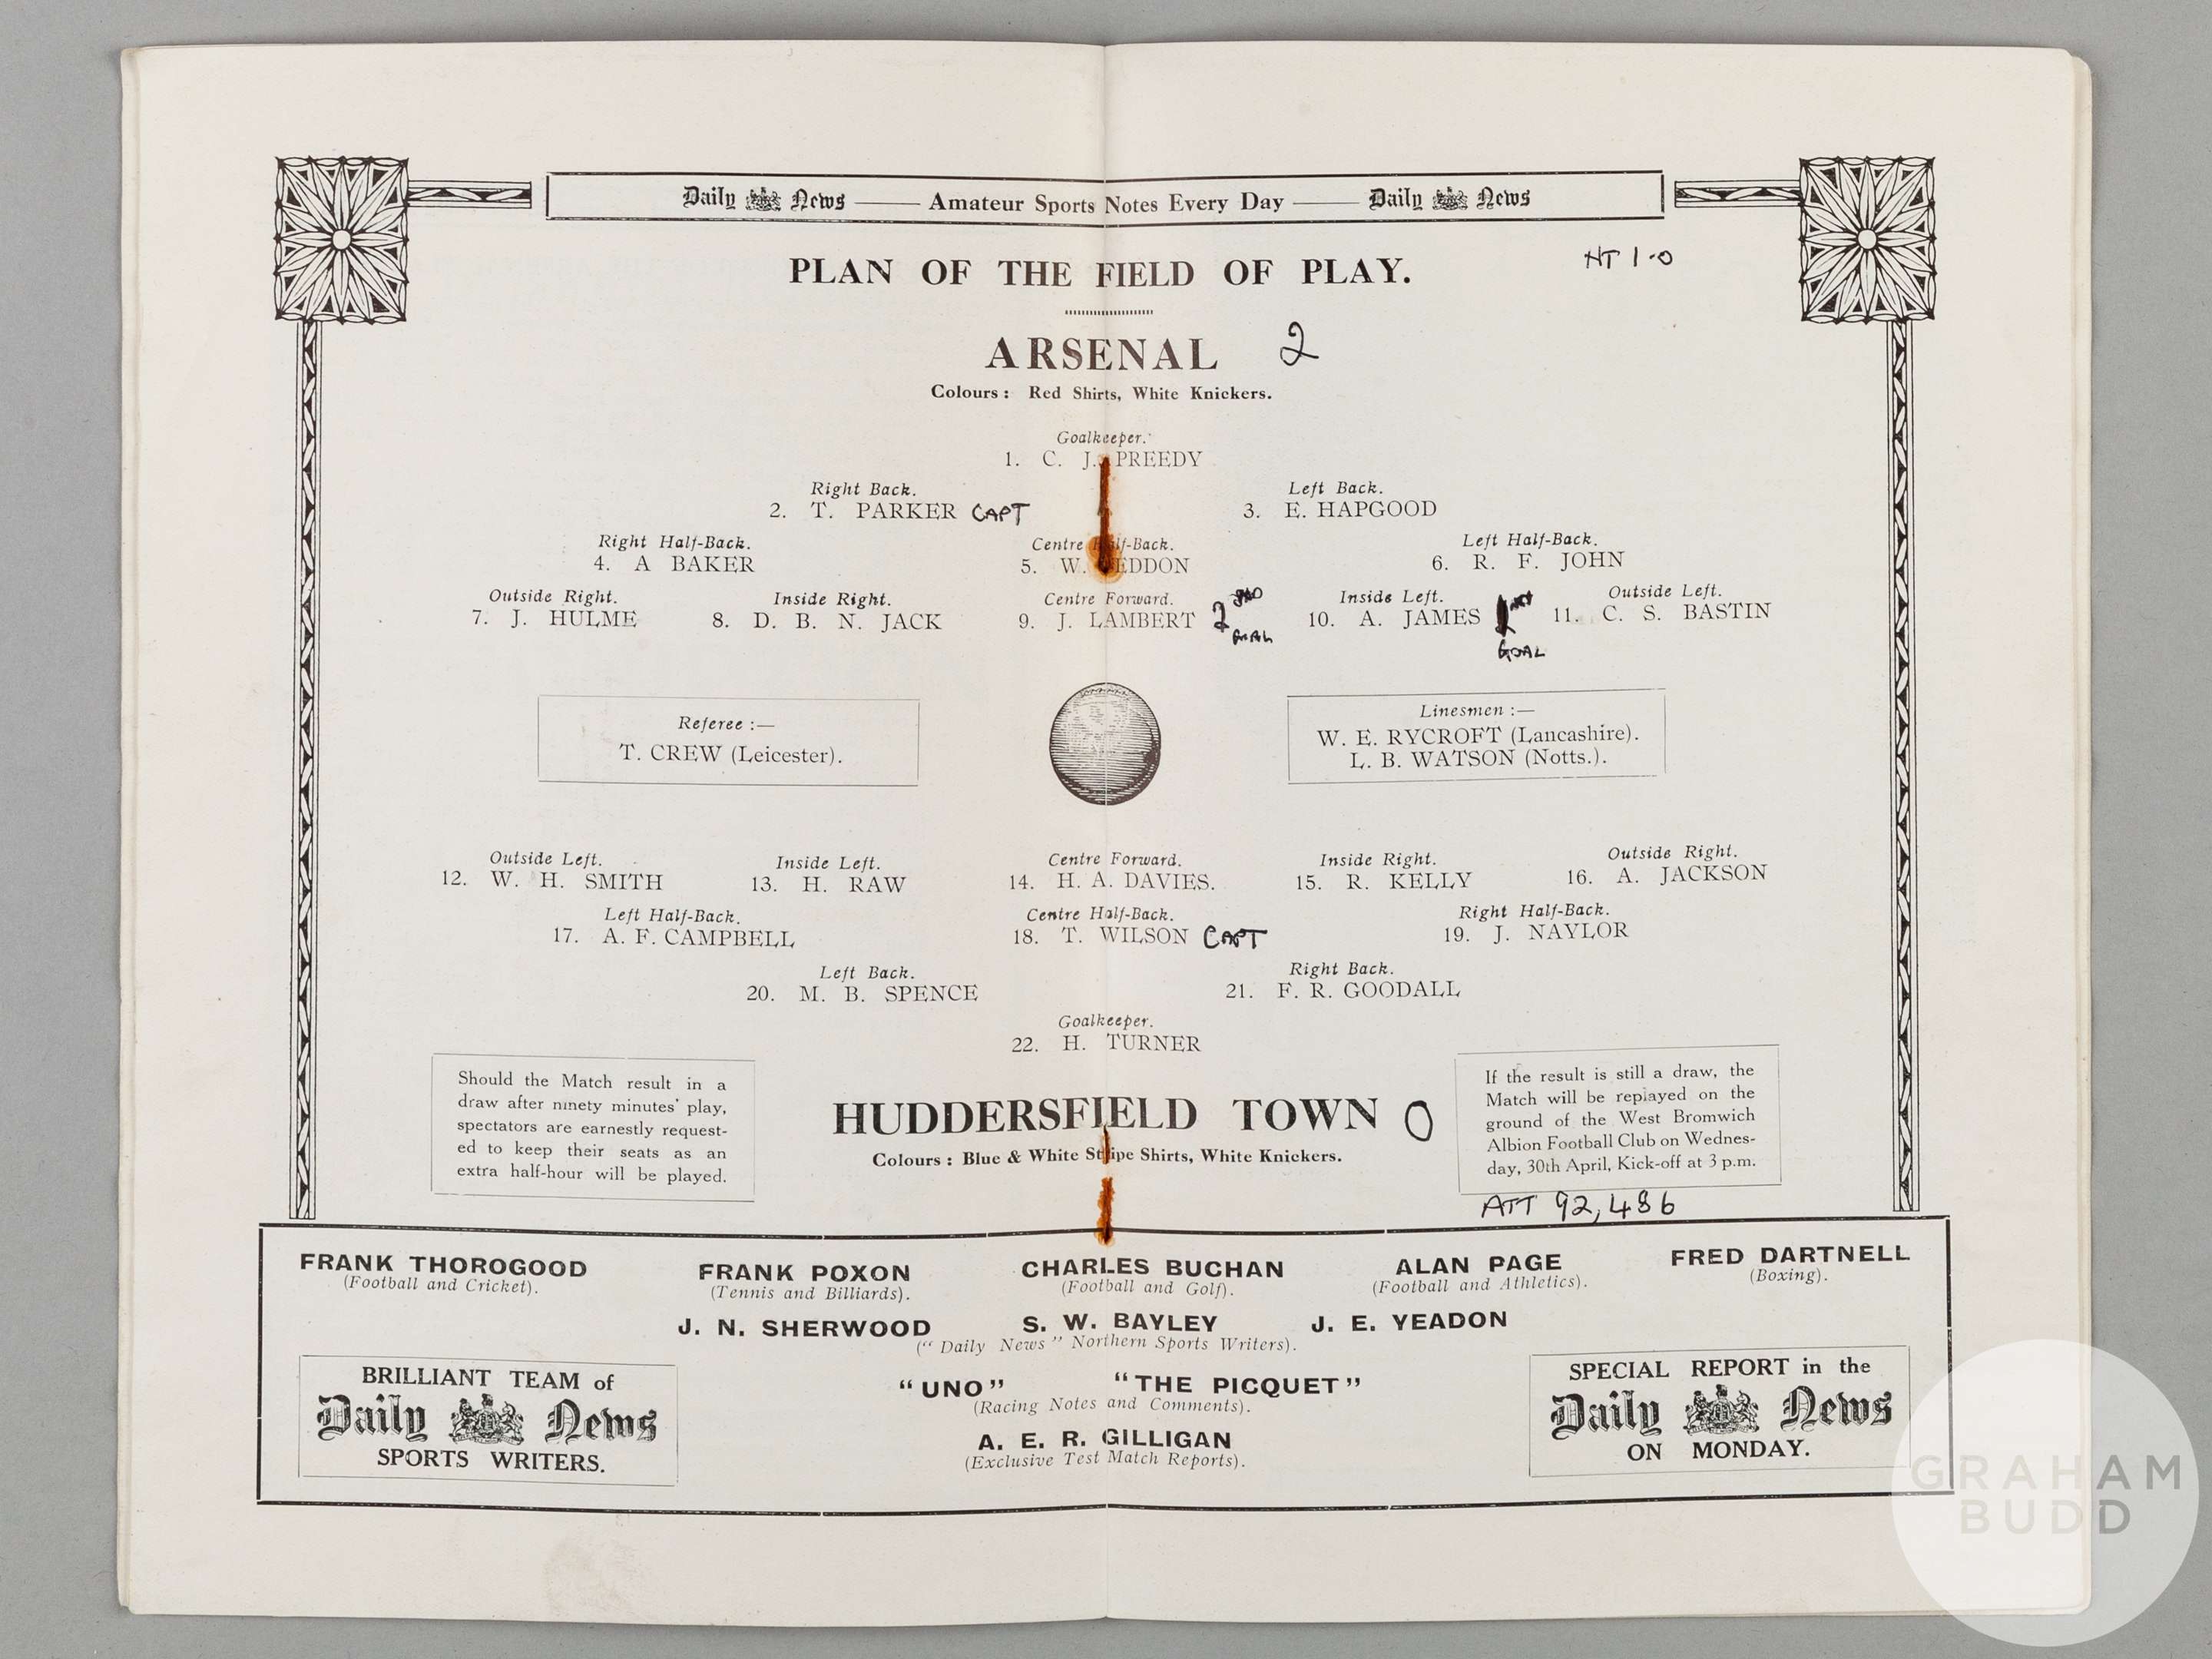 Daily News — Amateur Sports Notes Every Day — Daily News
PLAN OF THE FIELD OF PLAY.
HT 1-0
ARSENAL 2
Colours : Red Shirts, White Knickers.
Goalkeeper.
1. C. J. PREEDY
Right Back. Left Back.
2. T. PARKER CAPT 3. E. HAPGOOD
Right Half-Back. Centre Half-Back. Left Half-Back.
4. A BAKER 5. W. SEDDON 6. R. F. JOHN
Outside Right. Inside Right. Centre Forward. Inside Left. Outside Left.
7. J. HULME 8. D. B. N. JACK 9. J. LAMBERT 2 10. A. JAMES GOAL 11. C. S. BASTIN
Referee :—
T. CREW (Leicester).
Linesmen :—
W. E. RYCROFT (Lancashire).
L. B. WATSON (Notts.).
Outside Left. Inside Left. Centre Forward. Inside Right. Outside Right.
12. W. H. SMITH 13. H. RAW 14. H. A. DAVIES. 15. R. KELLY 16. A. JACKSON
Left Half-Back. Centre Half-Back. Right Half-Back.
17. A. F. CAMPBELL 18. T. WILSON CAPT 19. J. NAYLOR
Left Back. Right Back.
20. M. B. SPENCE 21. F. R. GOODALL
Goalkeeper.
22. H. TURNER
Should the Match result in a
draw after ninety minutes' play,
spectators are earnestly request-
ed to keep their seats as an
extra half-hour will be played.
HUDDERSFIELD TOWN 0
Colours : Blue & White Stripe Shirts, White Knickers.
If the result is still a draw, the
Match will be replayed on the
ground of the West Bromwich
Albion Football Club on Wednes-
day, 30th April, Kick-off at 3 p.m.
ATT 92,486
FRANK THOROGOOD FRANK POXON CHARLES BUCHAN ALAN PAGE FRED DARTNELL
(Football and Cricket). (Tennis and Billiards). (Football and Golf). (Football and Athletics). (Boxing).
J. N. SHERWOOD S. W. BAYLEY J. E. YEADON
("Daily News" Northern Sports Writers).
BRILLIANT TEAM of
Daily News
SPORTS WRITERS.
"UNO" "THE PICQUET"
(Racing Notes and Comments).
A. E. R. GILLIGAN
(Exclusive Test Match Reports).
SPECIAL REPORT in the
Daily News
ON MONDAY.
GRAHAM
BUDD